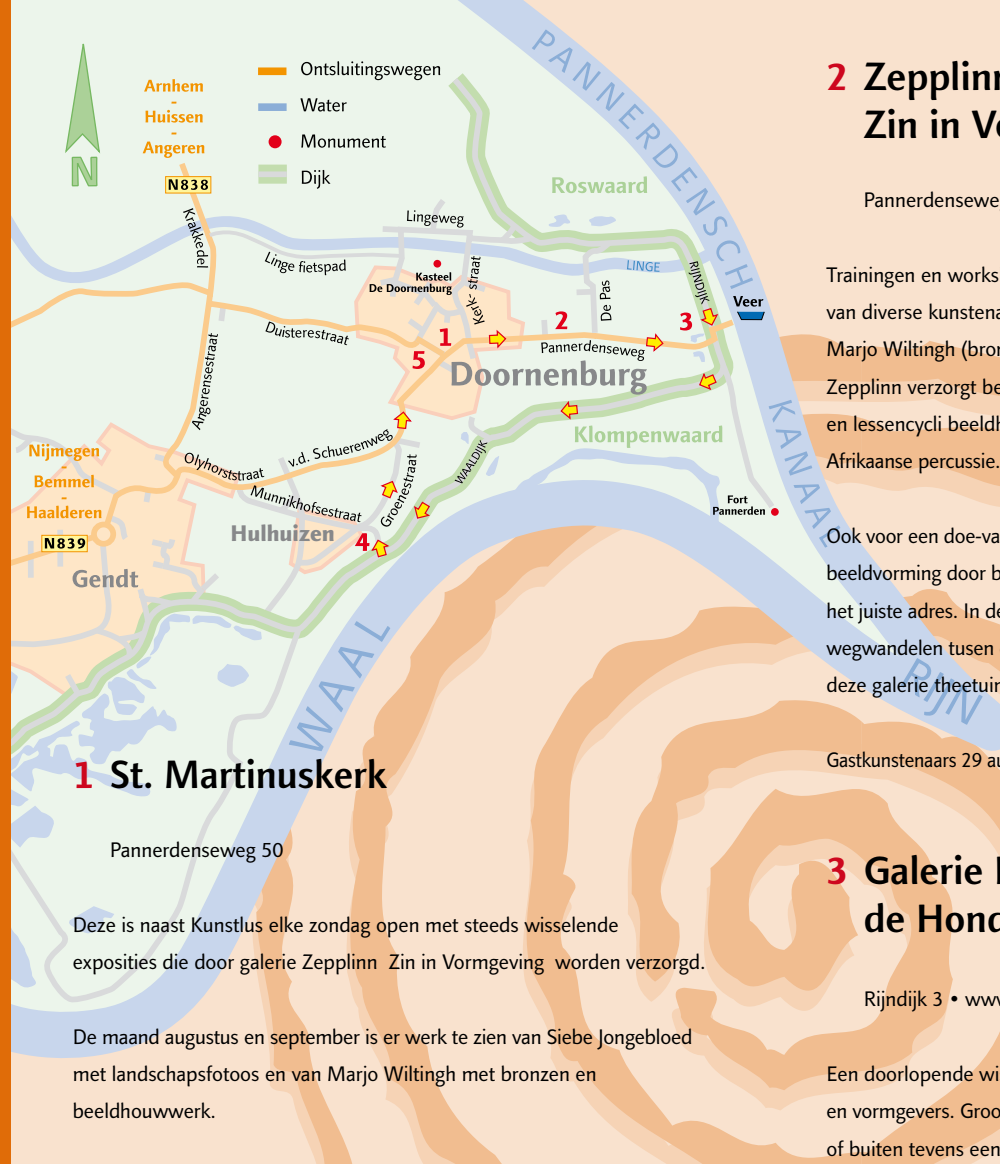 Arnhem
-
Huissen
-
Angeren
N838
N
Ontsluitingswegen
Water
Monument
Dijk
PANNERDENSCH
KANAAL
Roswaard
Lingeweg
Krakkedel
Linge fietspad
Kasteel
De Doornenburg
Kerk- straat
LINGE
De Pas
RIJNDIJK
Veer
Duisterestraat
1
2
3
5
Pannerdenseweg
Doornenburg
Angerensestraat
Klompenwaard
v.d. Schuerenweg
WAALDIJK
Nijmegen
-
Bemmel
-
Haalderen
N839
Olyhorststraat
Munnikhofsestraat
Groenestraat
Hulhuizen
4
Fort
Pannerden
Gendt
WAAL
RIJN
1 St. Martinuskerk
Pannerdenseweg 50
Deze is naast Kunstlus elke zondag open met steeds wisselende
exposities die door galerie Zepplinn Zin in Vormgeving worden verzorgd.
De maand augustus en september is er werk te zien van Siebe Jongebloed
met landschapsfotoos en van Marjo Wiltingh met bronzen en
beeldhouwwerk.
2 Zepplinn
Zin in Vo
Pannerdenseweg
Trainingen en works
van diverse kunstena
Marjo Wiltingh (bron
Zepplinn verzorgt be
en lessencycli beeldh
Afrikaanse percussie.
Ook voor een doe-va
beeldvorming door b
het juiste adres. In de
wegwandelen tusen
deze galerie theetuin
Gastkunstenaars 29 au
3 Galerie
de Hond
Rijndijk 3 • www
Een doorlopende wi
en vormgevers. Groo
of buiten tevens een